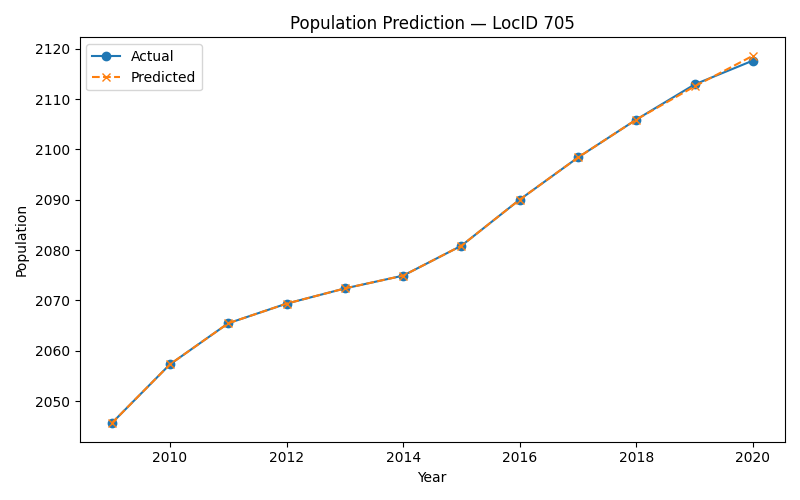 Population Prediction — LocID 705
Actual
Predicted
2120
2110
2100
2090
2080
2070
2060
2050
Population
2010 2012 2014 2016 2018 2020
Year